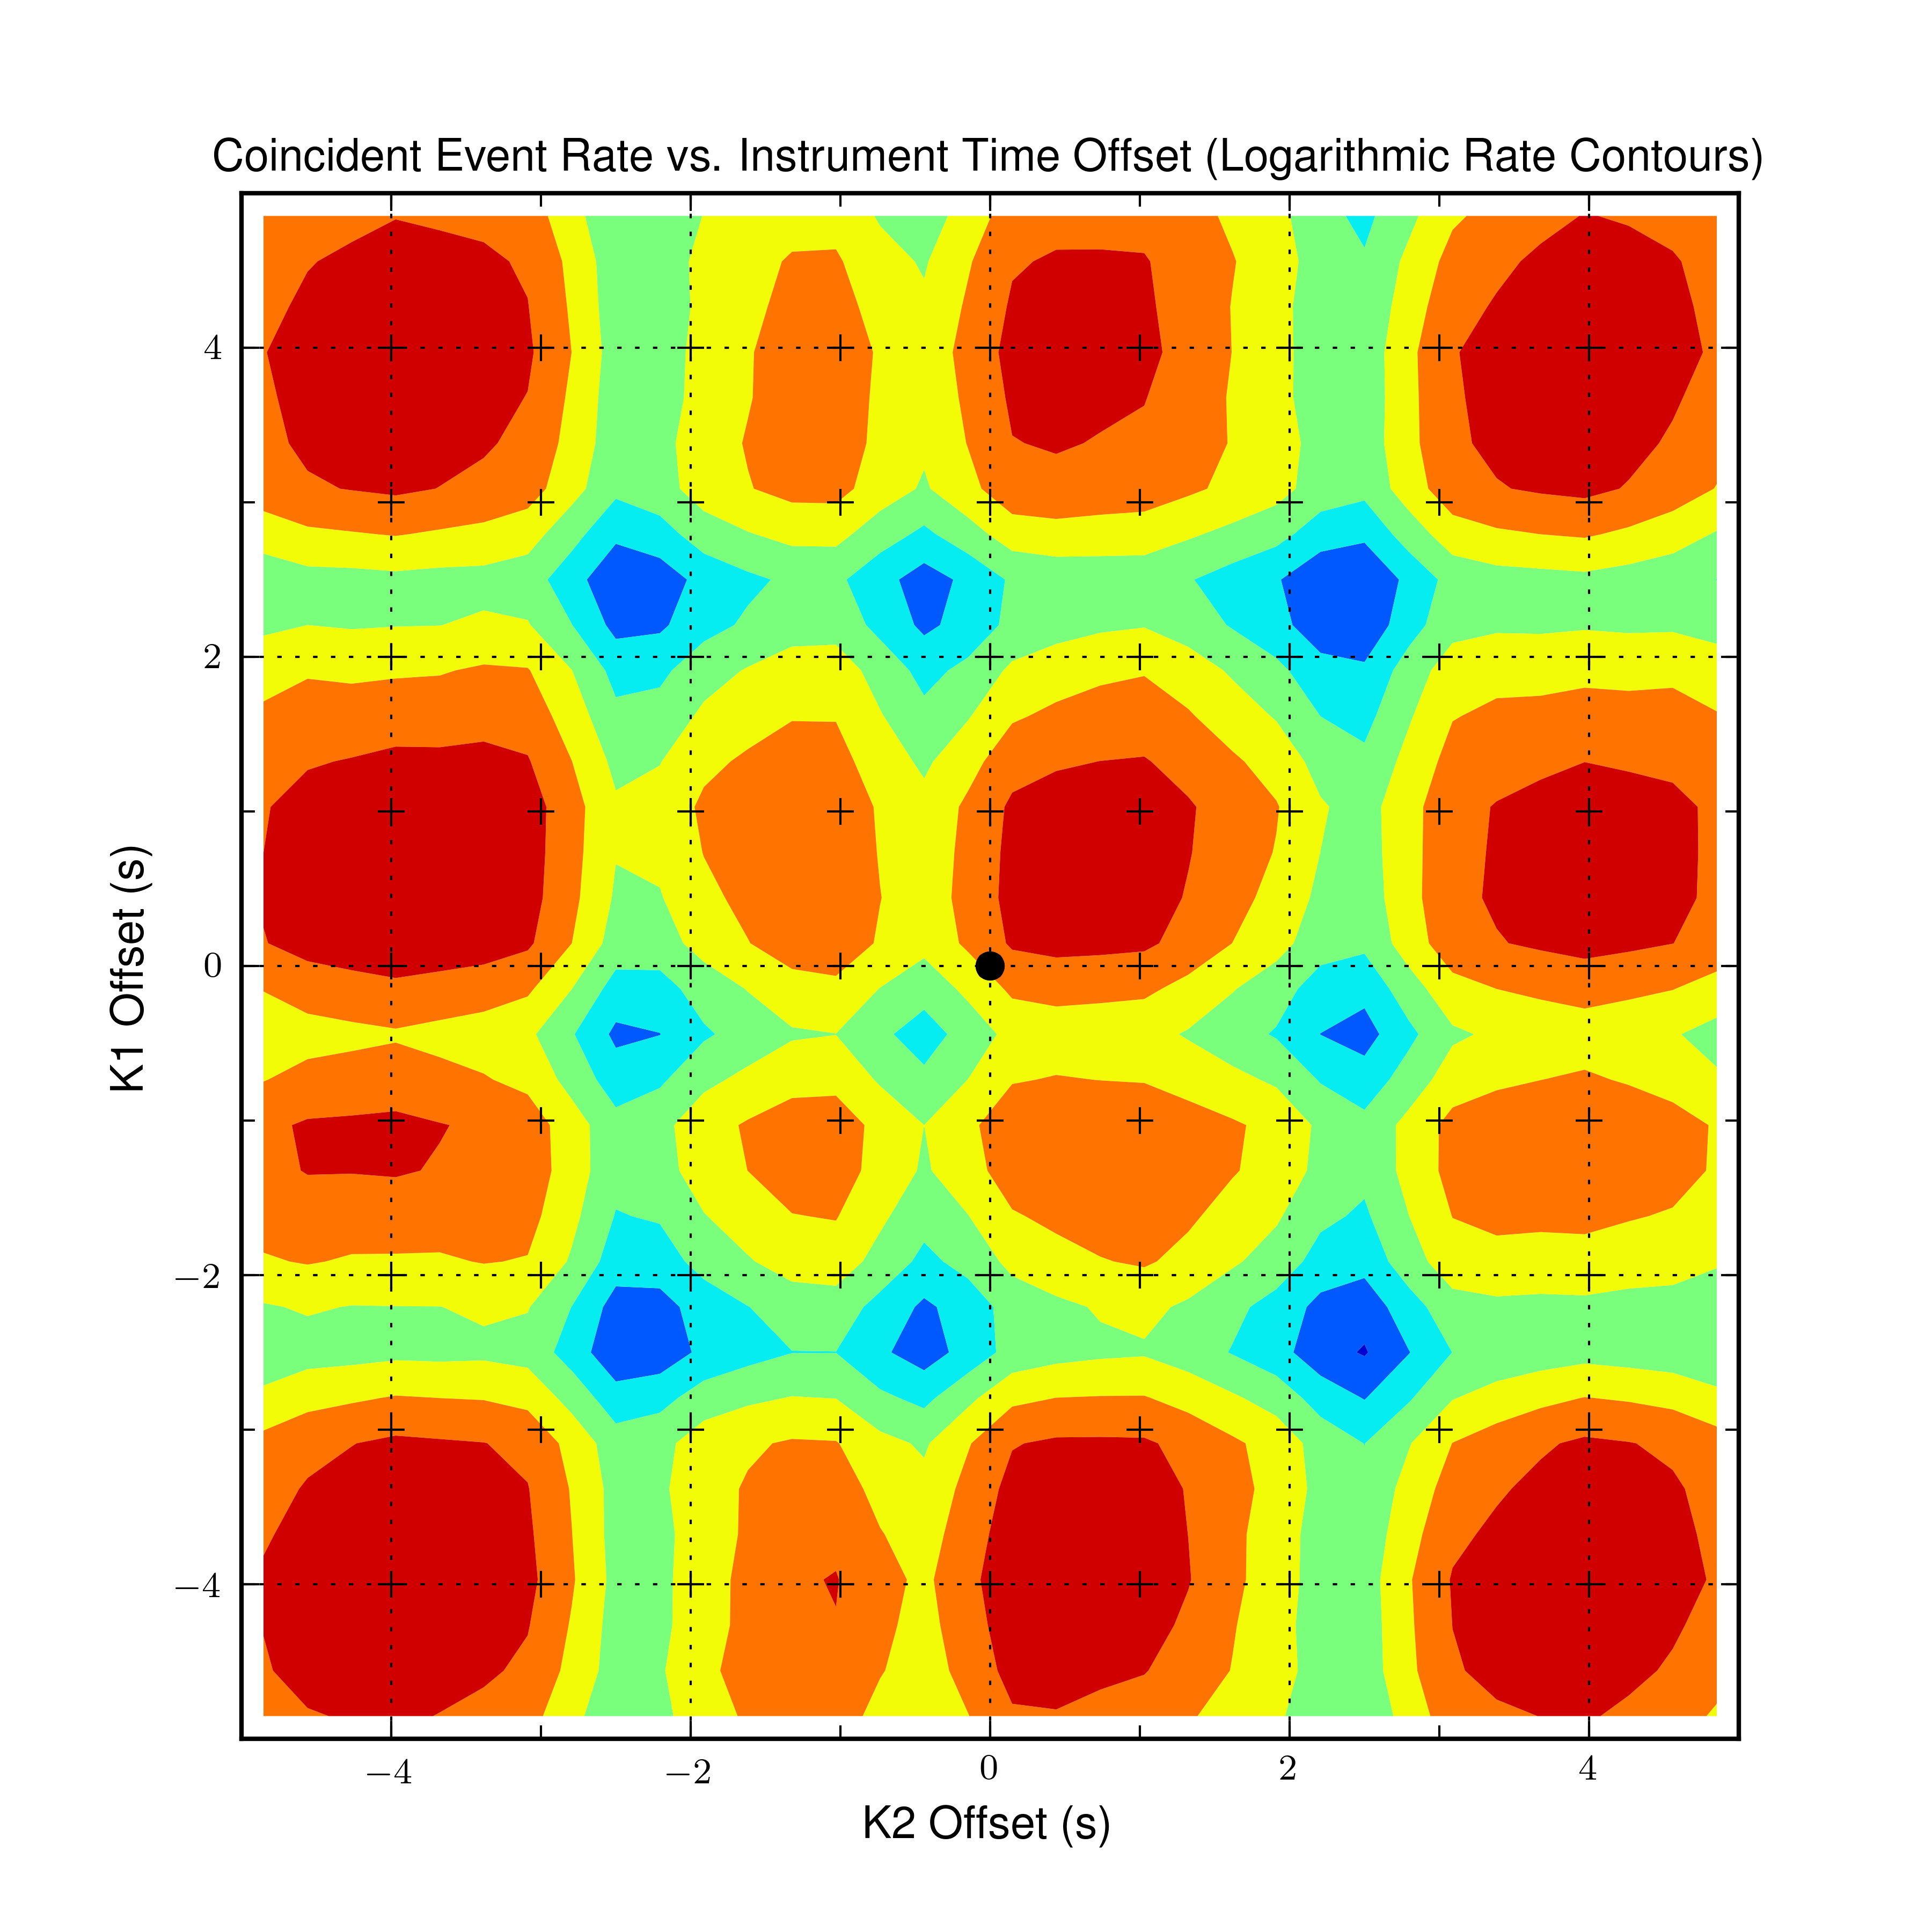 Coincident Event Rate vs. Instrument Time Offset (Logarithmic Rate Contours)
4
2
0
−2
−4
K1 Offset (s)
−4 −2 0 2 4
K2 Offset (s)